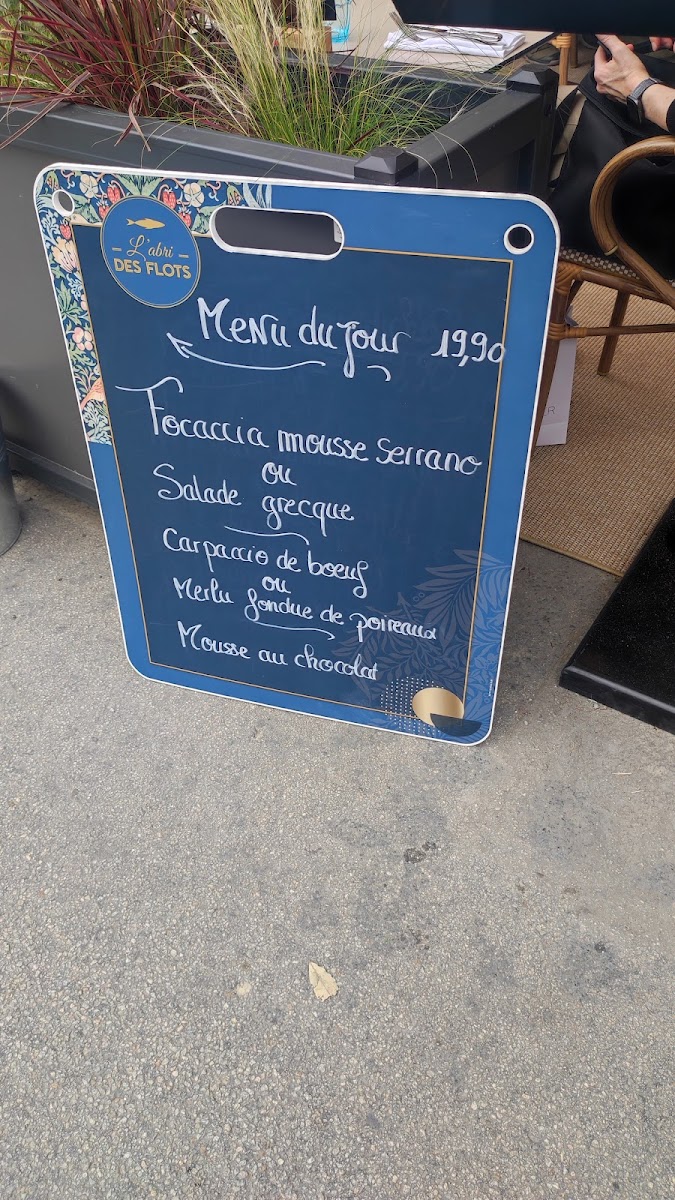 L'abri
DES FLOTS
Menu du Jour 19,90
Focaccia mousse Serrano
ou
Salade grecque
Carpaccio de boeuf
ou
Merlu fondue de poireaux
Mousse au chocolat